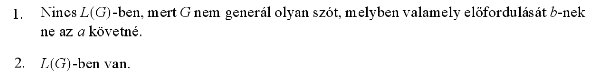 1. Nincs L(G)-ben, mert G nem generál olyan szót, melyben valamely előfordulását b-nek
ne az a követné.
2. L(G)-ben van.